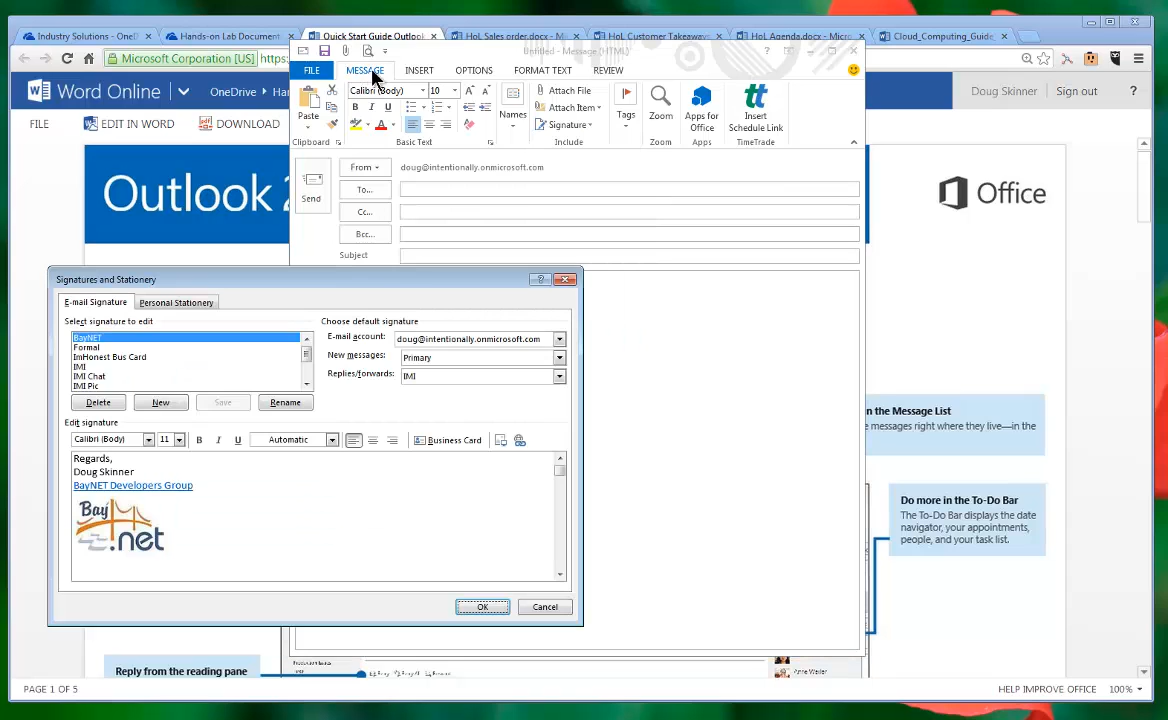 Industry Solutions - OneD
Hands-on Lab Document
Quick Start Guide Outlook
HoL Sales order.docx - M
HoL Customer Takeaway
HoL Agenda.docx - Micro
Cloud_Computing_Guide_
Untitled - Message (HTML)
Microsoft Corporation [US]
https:
FILE
MESSAGE
INSERT
OPTIONS
FORMAT TEXT
REVIEW
Word Online
OneDrive
Doug Skinner
Sign out
?
FILE
EDIT IN WORD
DOWNLOAD
Paste
Clipboard
Calibri (Body)
10
B I U
Basic Text
Names
Attach File
Attach Item
Signature
Include
Tags
Zoom
Zoom
Apps for
Office
Apps
Insert
Schedule Link
TimeTrade
Outlook 2
Office
Send
From
doug@intentionally.onmicrosoft.com
To...
Cc...
Bcc...
Subject
Signatures and Stationery
E-mail Signature
Personal Stationery
Select signature to edit
BayNET
Formal
ImHonest Bus Card
IMI
IMI Chat
IMI Pic
Delete
New
Save
Rename
Choose default signature
E-mail account:
doug@intentionally.onmicrosoft.com
New messages:
Primary
Replies/forwards:
IMI
Edit signature
Calibri (Body)
11
B I U
Automatic
Business Card
Regards,
Doug Skinner
BayNET Developers Group
Bay
.net
OK
Cancel
n the Message List
e messages right where they live—in the
Do more in the To-Do Bar
The To-Do Bar displays the date
navigator, your appointments,
people, and your task list.
Reply from the reading pane
Anne Weiler
PAGE 1 OF 5
HELP IMPROVE OFFICE
100%